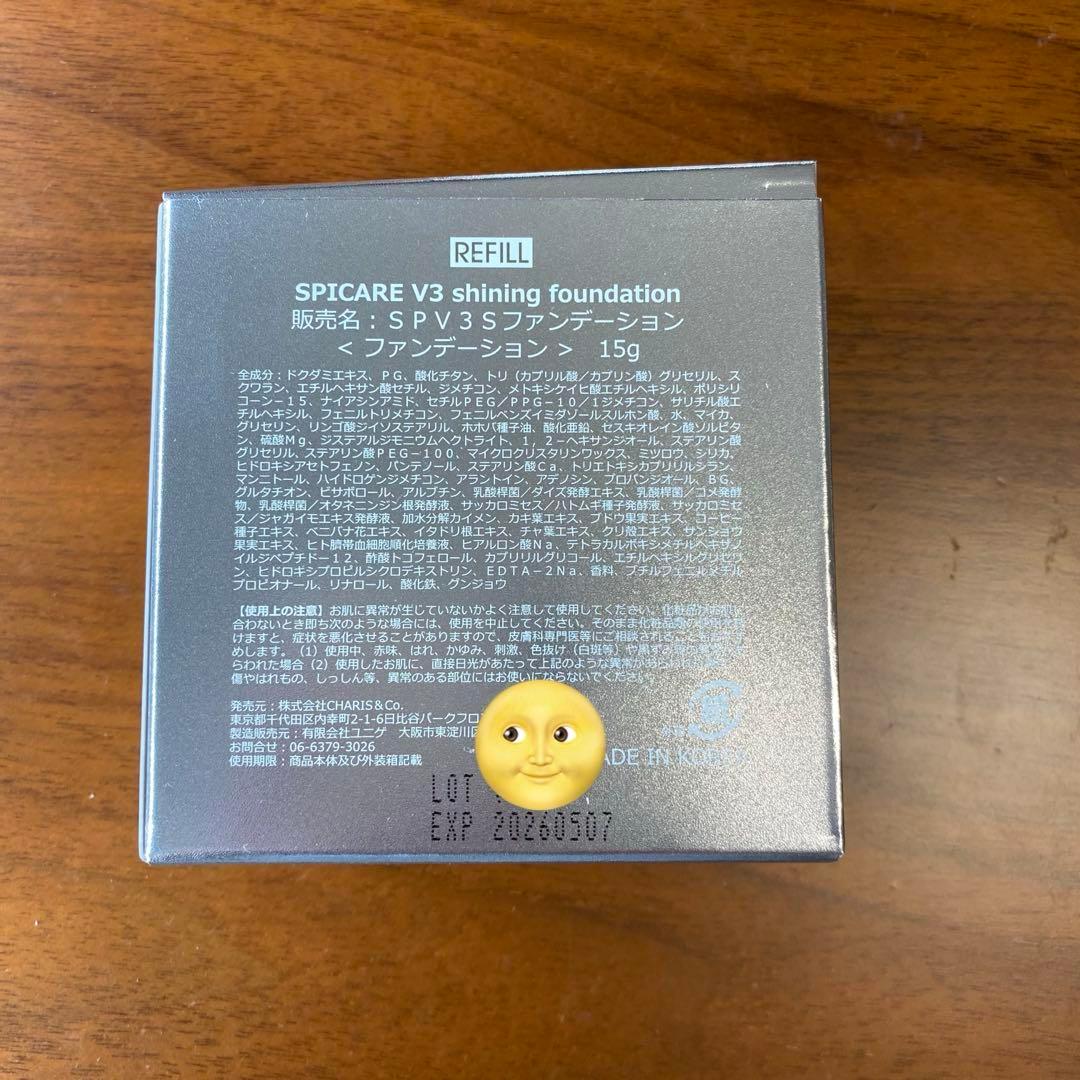 REFILL
SPICARE V3 shining foundation
販売名：ＳＰＶ３Ｓファンデーション
＜ファンデーション＞　15g
全成分：ドクダミエキス、ＰＧ、酸化チタン、トリ（カプリル酸／カプリン酸）グリセリル、ス
クワラン、エチルヘキサン酸セチル、ジメチコン、メトキシケイヒ酸エチルヘキシル、ポリシリ
コーン－１５、ナイアシンアミド、セチルＰＥＧ／ＰＰＧ－１０／１ジメチコン、サリチル酸エ
チルヘキシル、フェニルトリメチコン、フェニルベンズイミダゾールスルホン酸、水、マイカ、
グリセリン、リンゴ酸ジイソステアリル、ホホバ種子油、酸化亜鉛、セスキオレイン酸ソルビタ
ン、硫酸Ｍｇ、ジステアルジモニウムヘクトライト、１，２－ヘキサンジオール、ステアリン酸
グリセリル、ステアリン酸ＰＥＧ－１００、マイクロクリスタリンワックス、ミツロウ、シリカ、
ヒドロキシアセトフェノン、パンテノール、ステアリン酸Ｃａ、トリエトキシカプリリルシラン、
マンニトール、ハイドロゲンジメチコン、アラントイン、アデノシン、プロパンジオール、ＢＧ、
グルタチオン、ビサボロール、アルブチン、乳酸桿菌／ダイズ発酵エキス、乳酸桿菌／コメ発酵
物、乳酸桿菌／オタネニンジン根発酵液、サッカロミセス／ハトムギ種子発酵液、サッカロミセ
ス／ジャガイモエキス発酵液、加水分解カイメン、カキ葉エキス、ブドウ果実エキス、コーヒー
種子エキス、ベニバナ花エキス、イタドリ根エキス、チャ葉エキス、クリ殻エキス、サンショウ
果実エキス、ヒト臍帯血細胞順化培養液、ヒアルロン酸Ｎａ、テトラカルボキシメチルヘキサノ
イルジペプチド－１２、酢酸トコフェロール、カプリリルグリコール、エチルヘキシルグリセリ
ン、ヒドロキシプロピルシクロデキストリン、ＥＤＴＡ－２Ｎａ、香料、ブチルフェニルメチル
プロピオナール、リナロール、酸化鉄、グンジョウ
【使用上の注意】お肌に異常が生じていないかよく注意して使用してください。化粧品がお肌に
合わないとき即ち次のような場合には、使用を中止してください。そのまま化粧品類の使用を続
けますと、症状を悪化させることがありますので、皮膚科専門医等にご相談されることをおすす
めします。（1）使用中、赤味、はれ、かゆみ、刺激、色抜け（白斑等）や黒ずみ等の異常があ
らわれた場合（2）使用したお肌に、直接日光があたって上記のような異常があらわれた場合
傷やはれもの、しっしん等、異常のある部位にはお使いにならないでください。
発売元：株式会社CHARIS＆Co.
東京都千代田区内幸町2-1-6日比谷パークフロ
製造販売元：有限会社ユニゲ　大阪市東淀川区
お問合せ：06-6379-3026
使用期限：商品本体及び外装箱記載
ADE IN KOREA
LOT
EXP 20260507